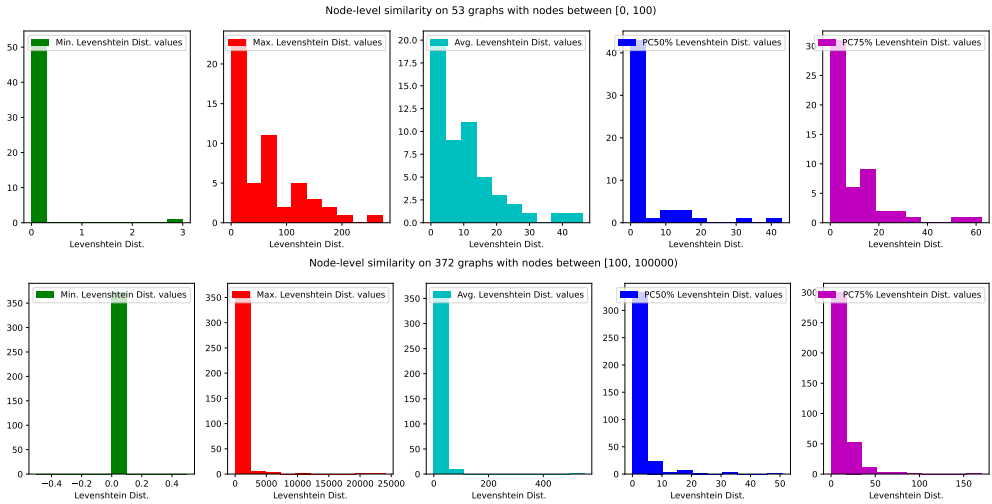 Node-level similarity on 53 graphs with nodes between [0, 100)
Min. Levenshtein Dist. values
50
40
30
20
10
0
0 1 2 3
Levenshtein Dist.
Max. Levenshtein Dist. values
20
15
10
5
0
0 100 200
Levenshtein Dist.
Avg. Levenshtein Dist. values
20.0
17.5
15.0
12.5
10.0
7.5
5.0
2.5
0.0
0 10 20 30 40
Levenshtein Dist.
PC50% Levenshtein Dist. values
40
30
20
10
0
0 10 20 30 40
Levenshtein Dist.
PC75% Levenshtein Dist. values
30
25
20
15
10
5
0
0 20 40 60
Levenshtein Dist.
Node-level similarity on 372 graphs with nodes between [100, 100000)
Min. Levenshtein Dist. values
350
300
250
200
150
100
50
0
−0.4 −0.2 0.0 0.2 0.4
Levenshtein Dist.
Max. Levenshtein Dist. values
350
300
250
200
150
100
50
0
0 5000 10000 15000 20000 25000
Levenshtein Dist.
Avg. Levenshtein Dist. values
350
300
250
200
150
100
50
0
0 200 400
Levenshtein Dist.
PC50% Levenshtein Dist. values
300
250
200
150
100
50
0
0 10 20 30 40 50
Levenshtein Dist.
PC75% Levenshtein Dist. values
300
250
200
150
100
50
0
0 50 100 150
Levenshtein Dist.